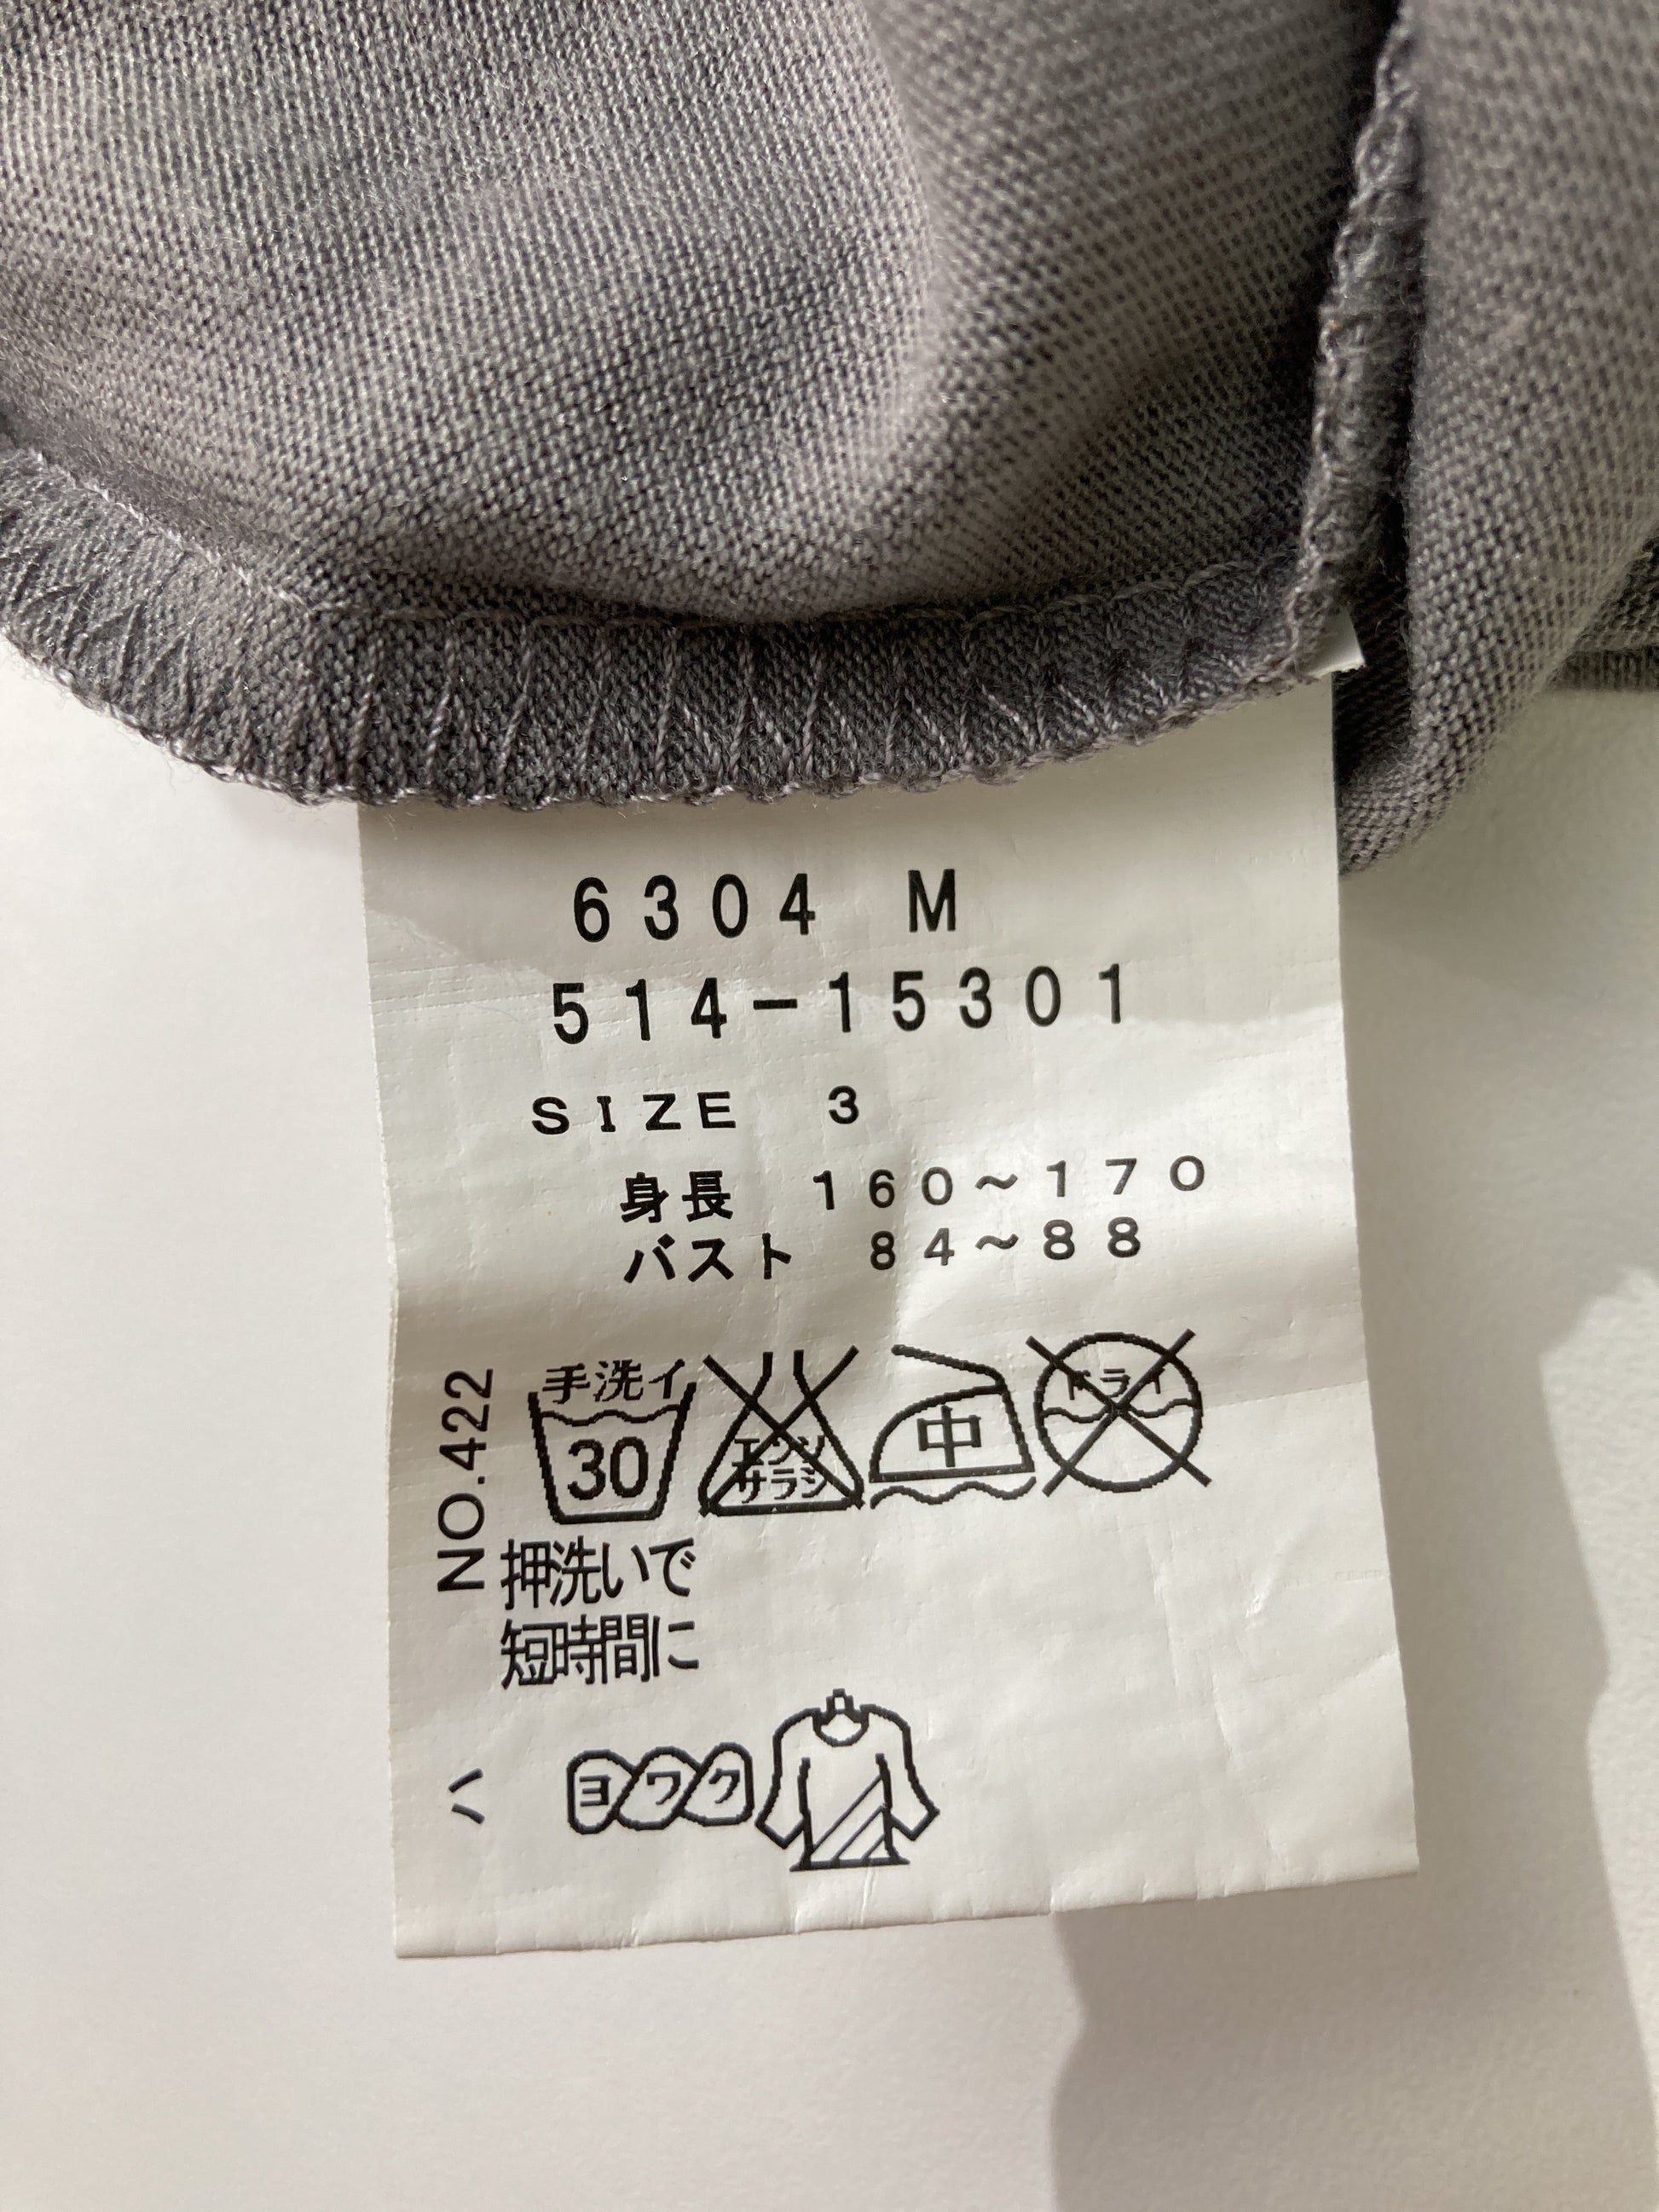 6304 M
514-15301
SIZE 3
身長 160～170
バスト 84～88
NO.422
手洗イ
30
エンソ
サラシ
中
ドライ
押洗いで
短時間に
ハ
ヨワク